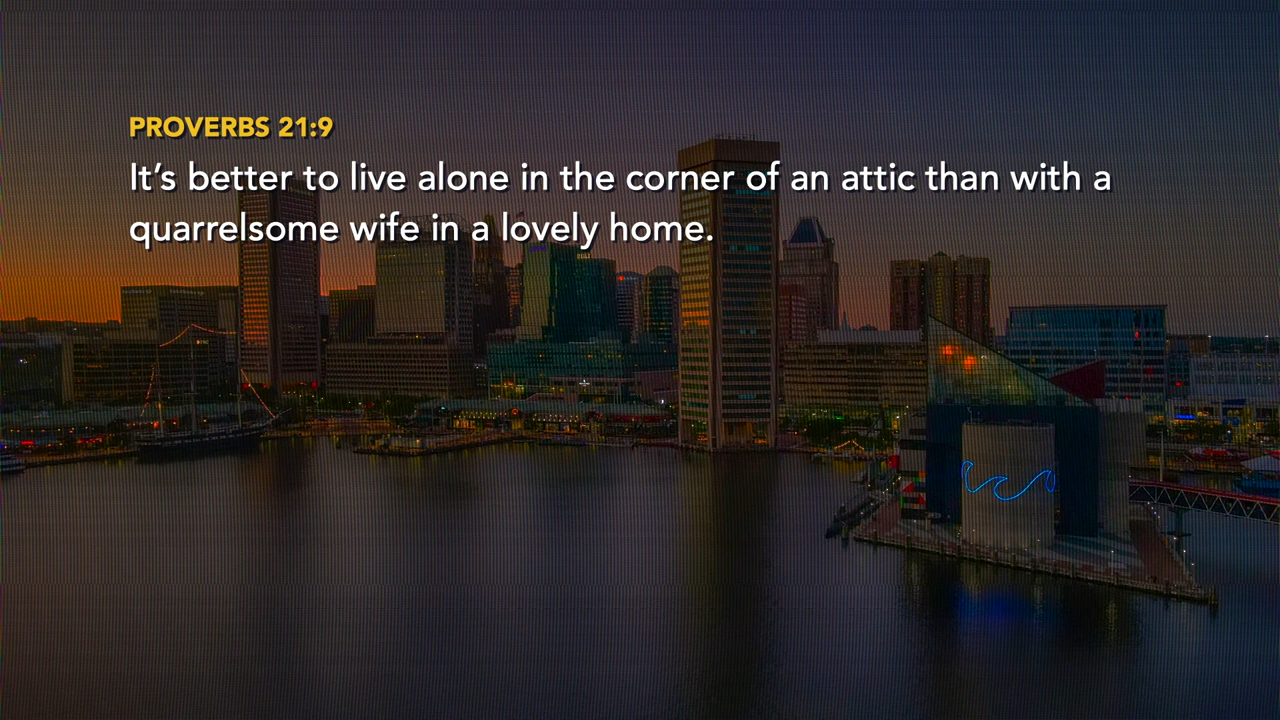 PROVERBS 21:9
It's better to live alone in the corner of an attic than with a
quarrelsome wife in a lovely home.